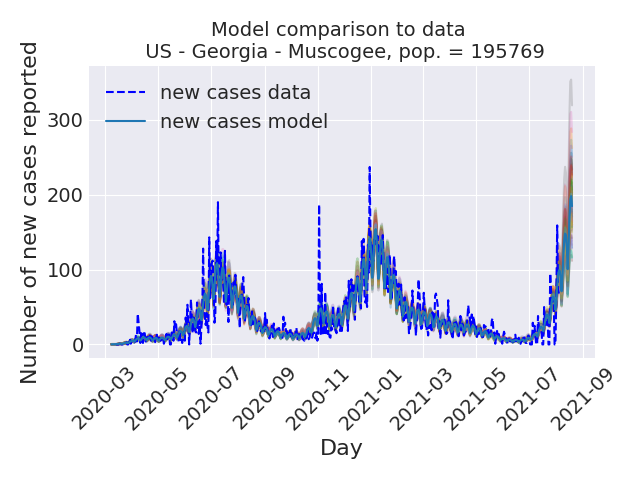 Model comparison to data
US - Georgia - Muscogee, pop. = 195769
Number of new cases reported
new cases data
new cases model
300
200
100
0
2020-03
2020-05
2020-07
2020-09
2020-11
2021-01
2021-03
2021-05
2021-07
2021-09
Day